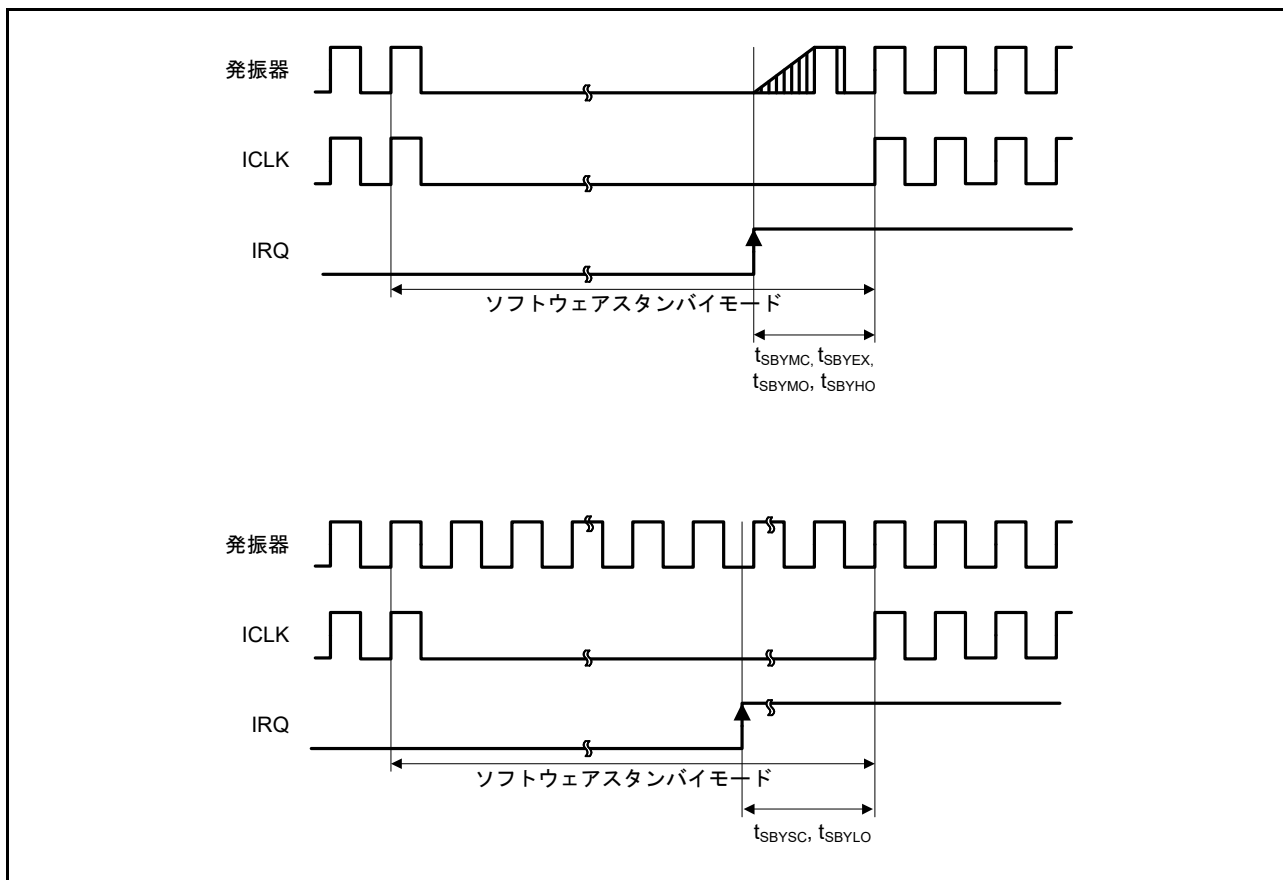 発振器
ICLK
IRQ
ソフトウェアスタンバイモード
tSBYMC, tSBYEX,
tSBYMO, tSBYHO
発振器
ICLK
IRQ
ソフトウェアスタンバイモード
tSBYSC, tSBYLO